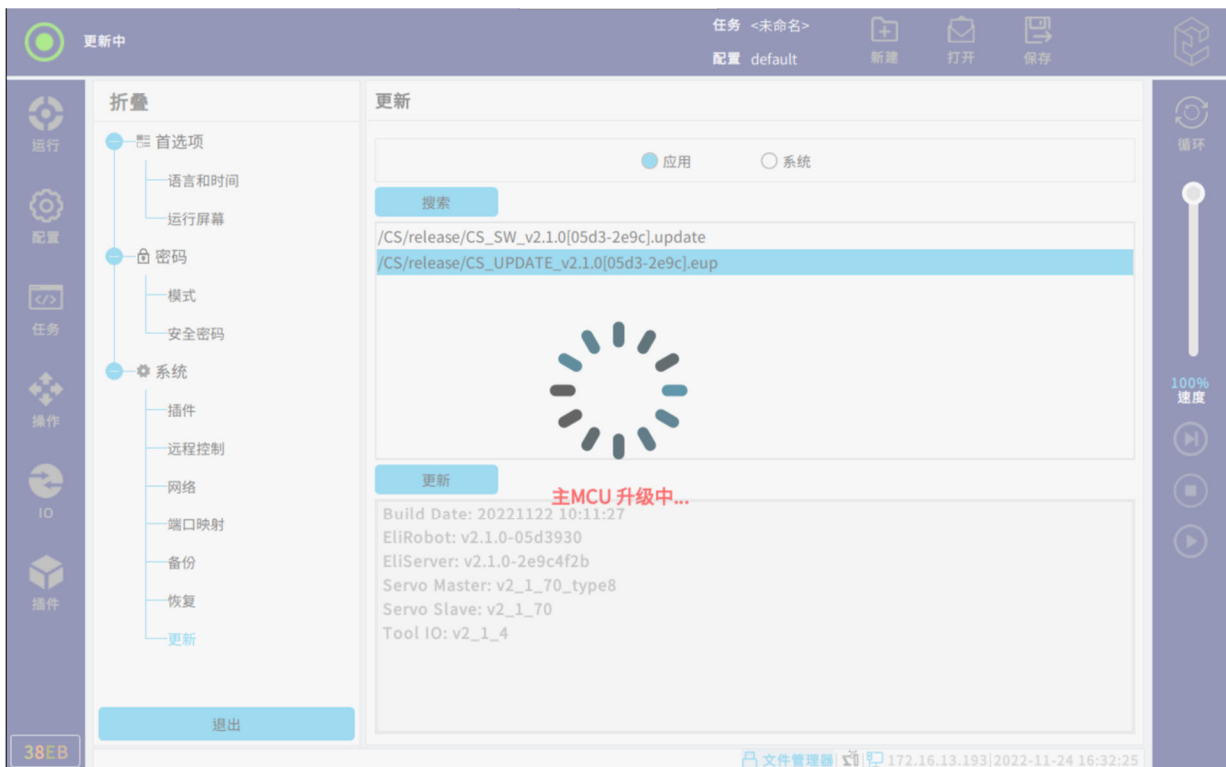 更新中
任务 <未命名>
配置 default
新建
打开
保存
运行
配置
任务
操作
IO
插件
38EB
折叠
首选项
语言和时间
运行屏幕
密码
模式
安全密码
系统
插件
远程控制
网络
端口映射
备份
恢复
更新
退出
更新
应用 系统
搜索
/CS/release/CS_SW_v2.1.0[05d3-2e9c].update
/CS/release/CS_UPDATE_v2.1.0[05d3-2e9c].eup
更新
主MCU 升级中...
Build Date: 20221122 10:11:27
EliRobot: v2.1.0-05d3930
EliServer: v2.1.0-2e9c4f2b
Servo Master: v2_1_70_type8
Servo Slave: v2_1_70
Tool IO: v2_1_4
循环
100%
速度
文件管理器 172.16.13.193 2022-11-24 16:32:25